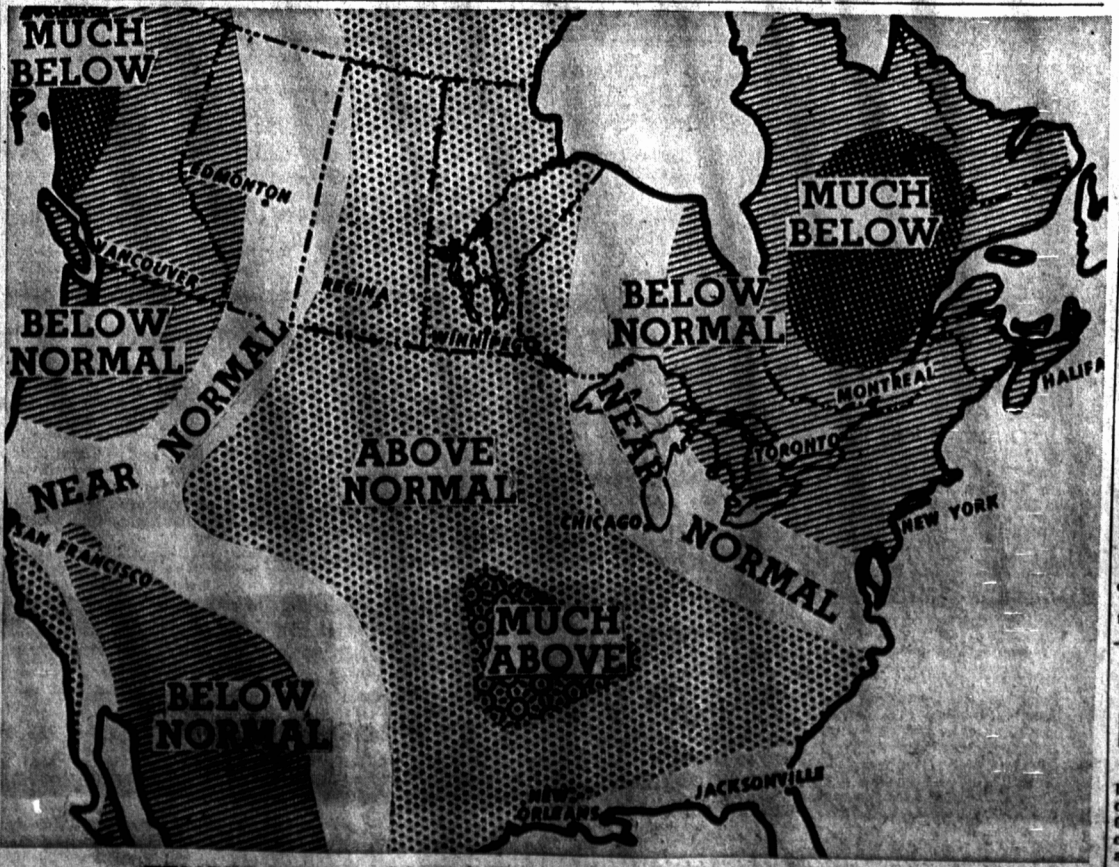 MUCH
BELOW
EDMONTON
VANCOUVER
BELOW
NORMAL
NORMAL
NEAR
SAN FRANCISCO
BELOW
NORMAL
REGINA
WINNIPEG
ABOVE
NORMAL
CHICAGO
MUCH
ABOVE
NEW
ORLEANS
JACKSONVILLE
MUCH
BELOW
BELOW
NORMAL
NEAR
NORMAL
MONTREAL
TORONTO
HALIFA
NEW YORK